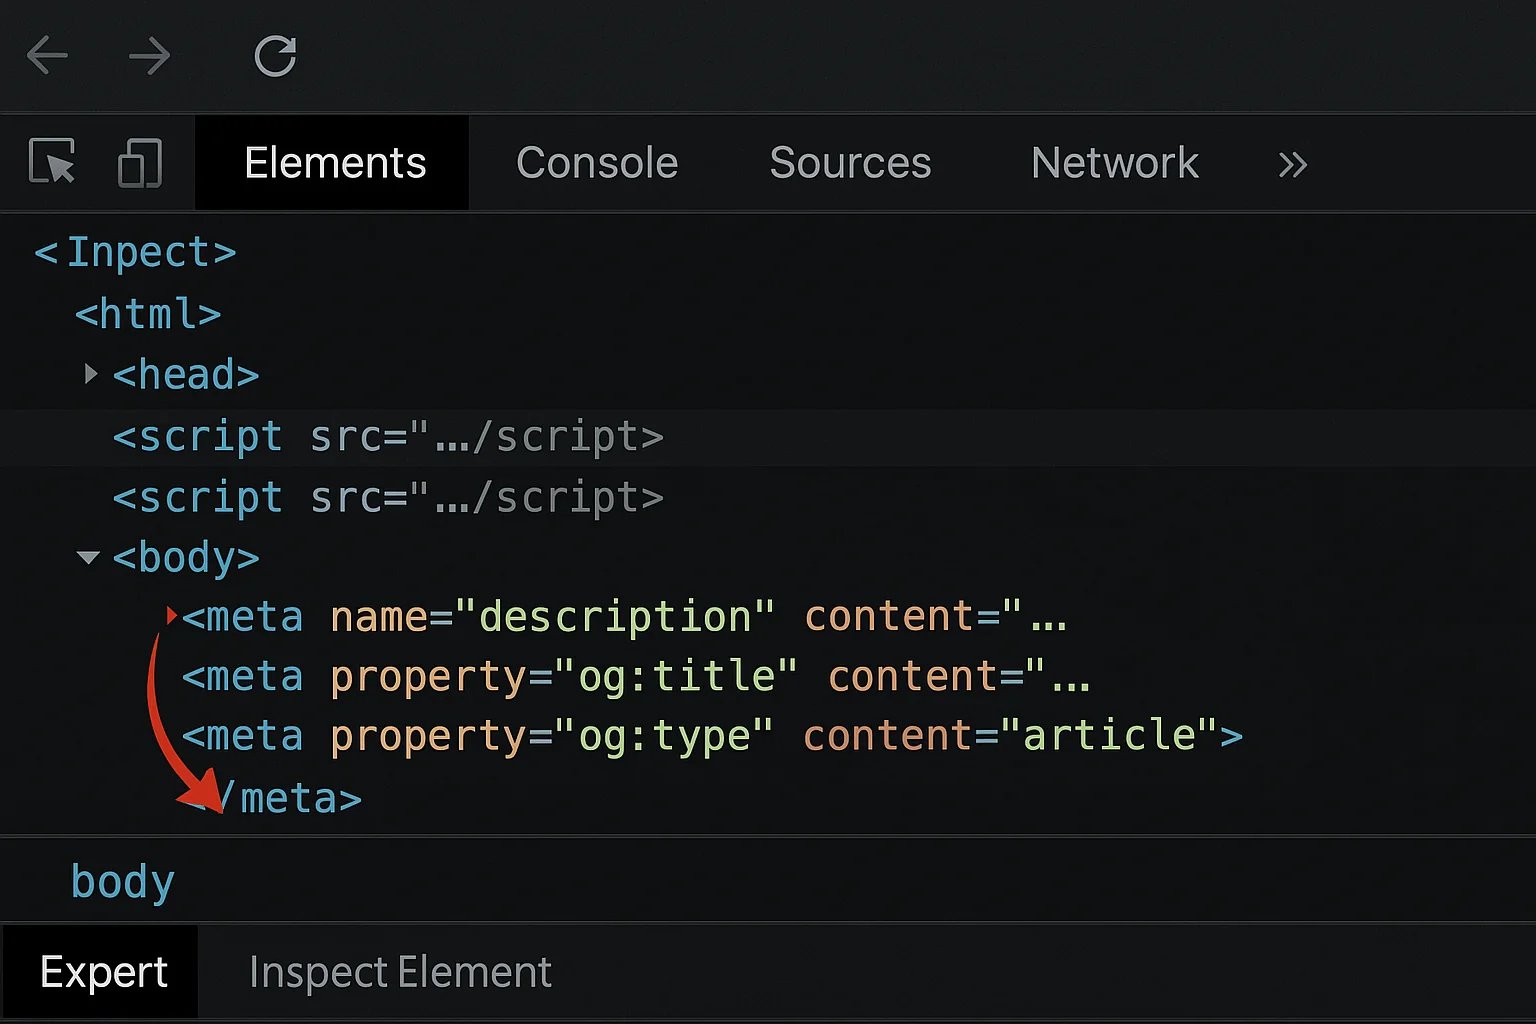 Elements Console Sources Network »
<Inpect>
<html>
<head>
<script src="…/script>
<script src="…/script>
<body>
<meta name="description" content="…
<meta property="og:title" content="…
<meta property="og:type" content="article">
</meta>
body
Expert Inspect Element